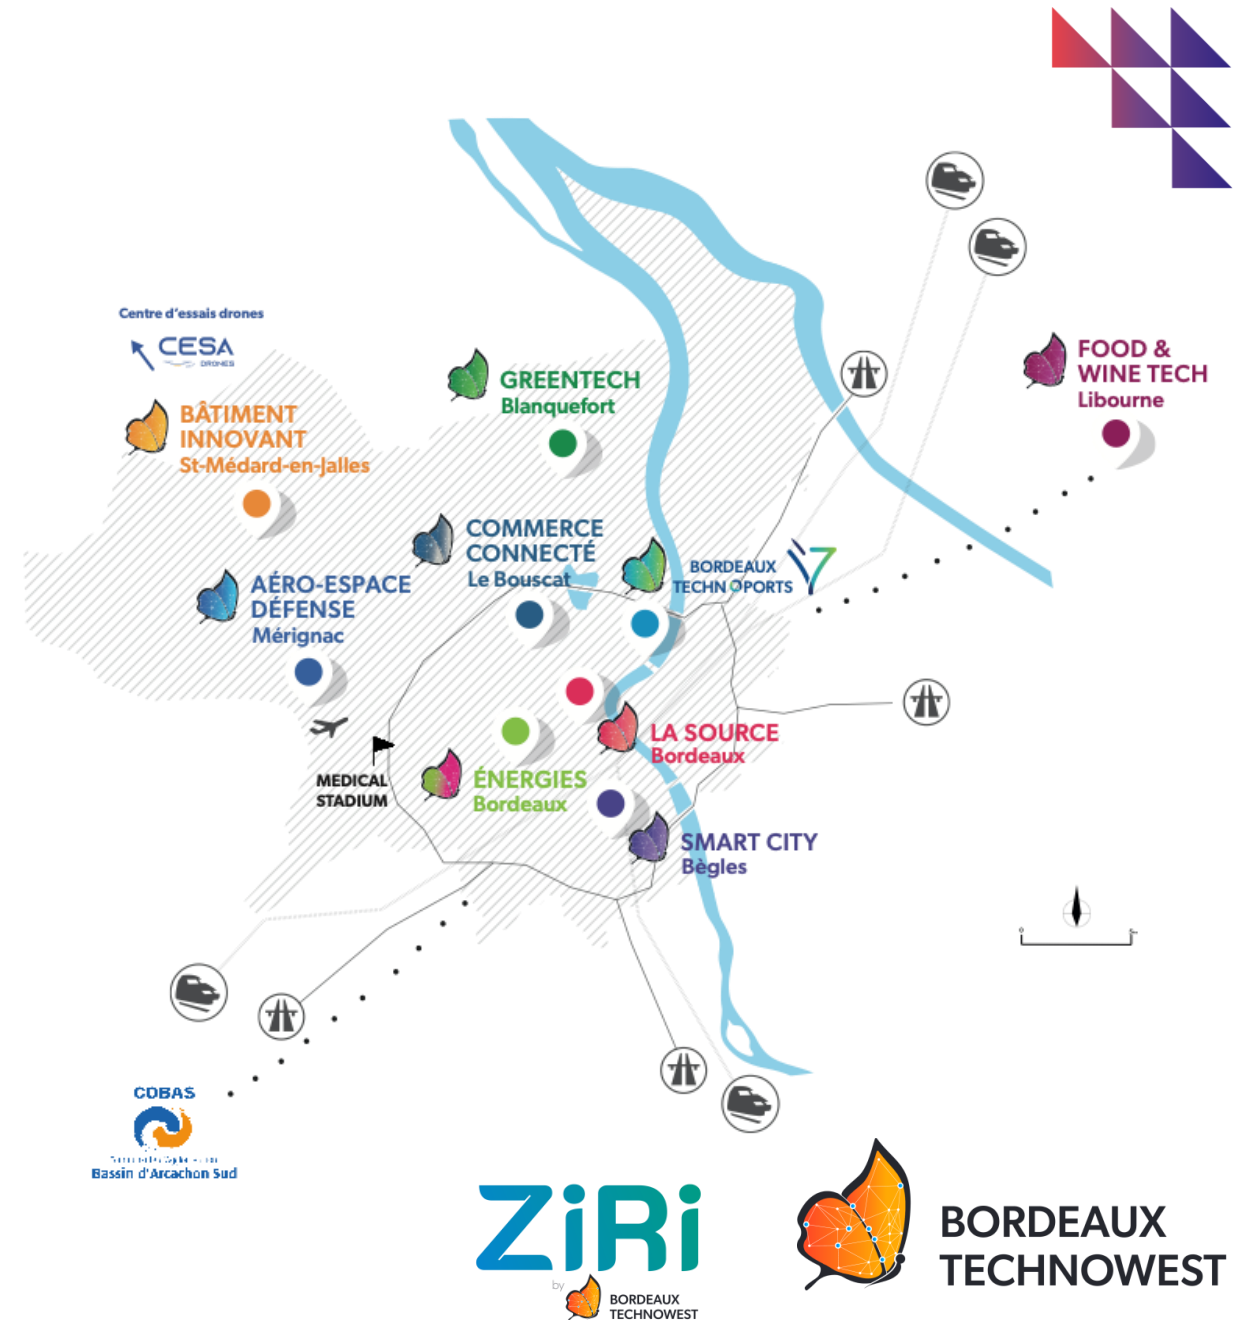 Centre d'essais drones
CESA
DRONES
FOOD &
WINE TECH
Libourne
GREENTECH
Blanquefort
BÂTIMENT
INNOVANT
St-Médard-en-Jalles
COMMERCE
CONNECTÉ
Le Bouscat
BORDEAUX
TECHNOPORTS
AÉRO-ESPACE
DÉFENSE
Mérignac
LA SOURCE
Bordeaux
MEDICAL
STADIUM
ÉNERGIES
Bordeaux
SMART CITY
Bègles
0
COBAS
Bassin d'Arcachon Sud
ZiRi
by
BORDEAUX
TECHNOWEST
BORDEAUX
TECHNOWEST